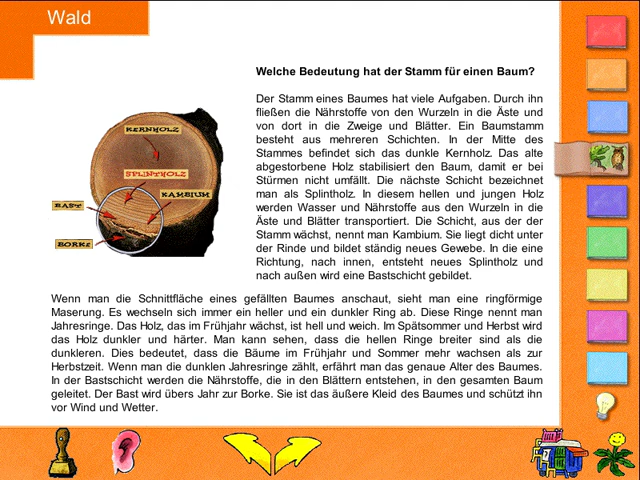 Wald
Welche Bedeutung hat der Stamm für einen Baum?
Der Stamm eines Baumes hat viele Aufgaben. Durch ihn
fließen die Nährstoffe von den Wurzeln in die Äste und
von dort in die Zweige und Blätter. Ein Baumstamm
besteht aus mehreren Schichten. In der Mitte des
Stammes befindet sich das dunkle Kernholz. Das alte
abgestorbene Holz stabilisiert den Baum, damit er bei
Stürmen nicht umfällt. Die nächste Schicht bezeichnet
man als Splintholz. In diesem hellen und jungen Holz
werden Wasser und Nährstoffe aus den Wurzeln in die
Äste und Blätter transportiert. Die Schicht, aus der der
Stamm wächst, nennt man Kambium. Sie liegt dicht unter
der Rinde und bildet ständig neues Gewebe. In die eine
Richtung, nach innen, entsteht neues Splintholz und
nach außen wird eine Bastschicht gebildet.
KERNHOLZ
SPLINTHOLZ
KAMBIUM
BAST
BORKE
Wenn man die Schnittfläche eines gefällten Baumes anschaut, sieht man eine ringförmige
Maserung. Es wechseln sich immer ein heller und ein dunkler Ring ab. Diese Ringe nennt man
Jahresringe. Das Holz, das im Frühjahr wächst, ist hell und weich. Im Spätsommer und Herbst wird
das Holz dunkler und härter. Man kann sehen, dass die hellen Ringe breiter sind als die
dunkleren. Dies bedeutet, dass die Bäume im Frühjahr und Sommer mehr wachsen als zur
Herbstzeit. Wenn man die dunklen Jahresringe zählt, erfährt man das genaue Alter des Baumes.
In der Bastschicht werden die Nährstoffe, die in den Blättern entstehen, in den gesamten Baum
geleitet. Der Bast wird übers Jahr zur Borke. Sie ist das äußere Kleid des Baumes und schützt ihn
vor Wind und Wetter.